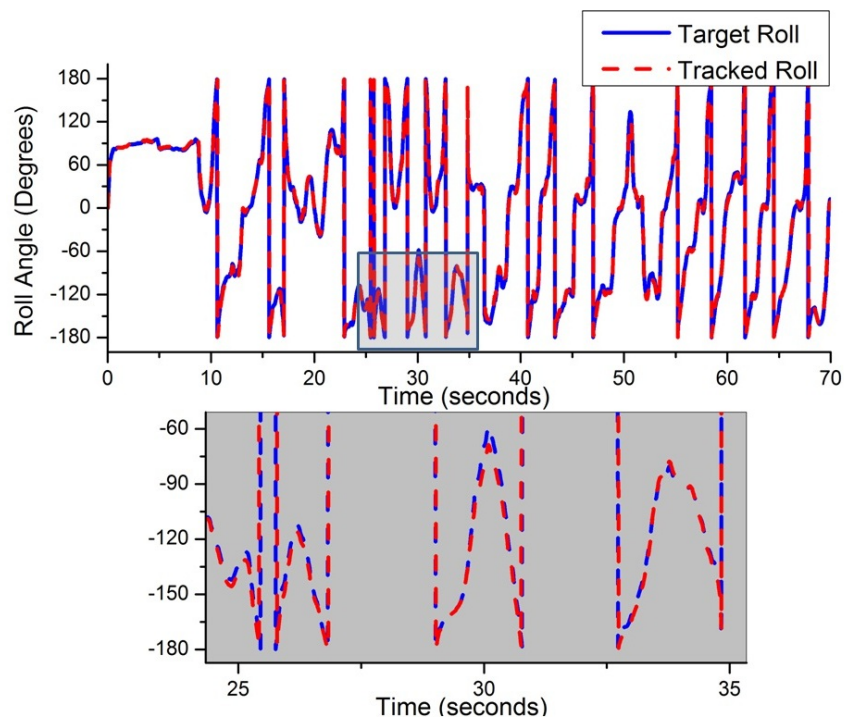 Target Roll
Tracked Roll
Roll Angle (Degrees)
180
120
60
0
-60
-120
-180
0 10 20 30 40 50 60 70
Time (seconds)
-60
-90
-120
-150
-180
25 30 35
Time (seconds)